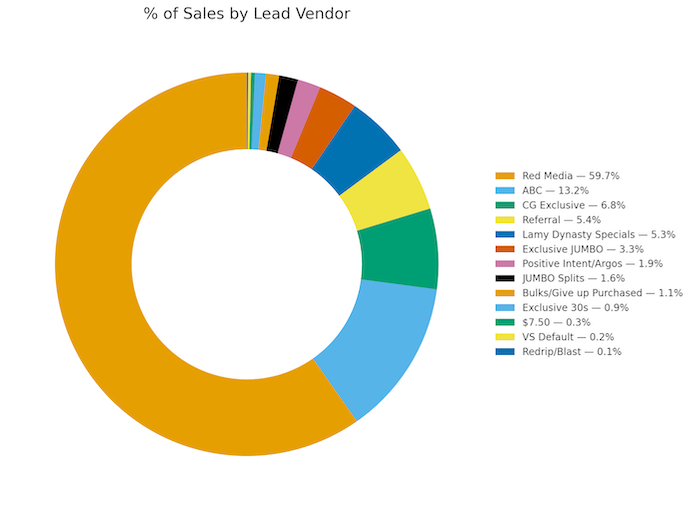 % of Sales by Lead Vendor
Red Media — 59.7%
ABC — 13.2%
CG Exclusive — 6.8%
Referral — 5.4%
Lamy Dynasty Specials — 5.3%
Exclusive JUMBO — 3.3%
Positive Intent/Argos — 1.9%
JUMBO Splits — 1.6%
Bulks/Give up Purchased — 1.1%
Exclusive 30s — 0.9%
$7.50 — 0.3%
VS Default — 0.2%
Redrip/Blast — 0.1%